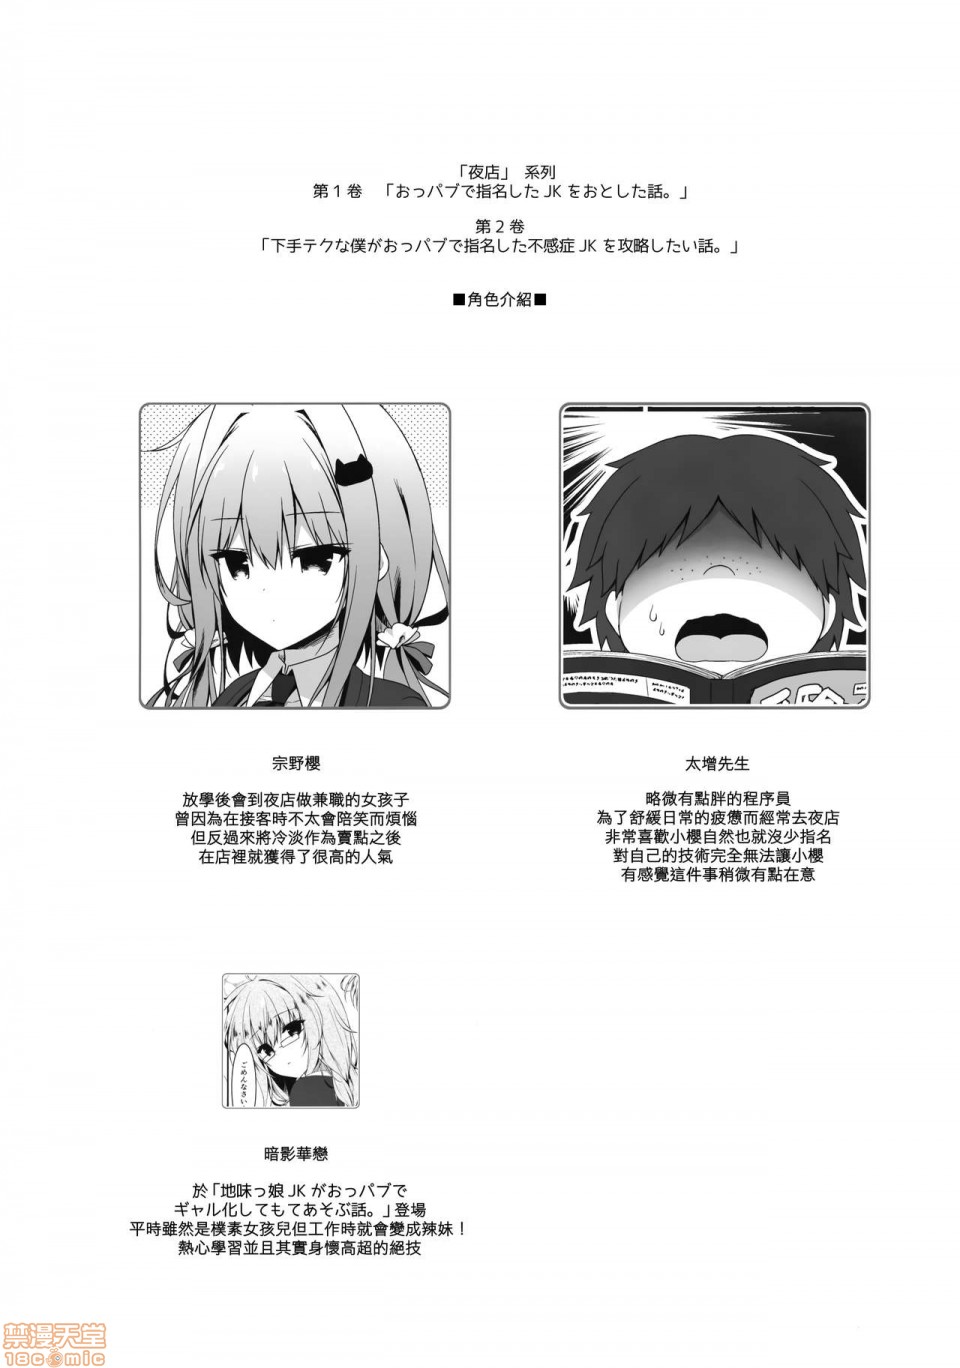 「夜店」 系列
第1卷 「おっパブで指名したJKをおとした話。」
第2卷
「下手テクな僕がおっパブで指名した不感症JKを攻略したい話。」
■角色介紹■
宗野櫻
放學後會到夜店做兼職的女孩子
曾因為在接客時不太會陪笑而煩惱
但反過來將冷淡作為賣點之後
在店裡就獲得了很高的人氣
太增先生
略微有點胖的程序員
為了舒緩日常的疲憊而經常去夜店
非常喜歡小櫻自然也就沒少指名
對自己的技術完全無法讓小櫻
有感覺這件事稍微有點在意
ごめんなさい
暗影華戀
於「地味っ娘JKがおっパブで
ギャル化してもてあそぶ話。」登場
平時雖然是樸素女孩兒但工作時就會變成辣妹！
熱心學習並且其實身懷高超的絕技
禁漫天堂
18comic